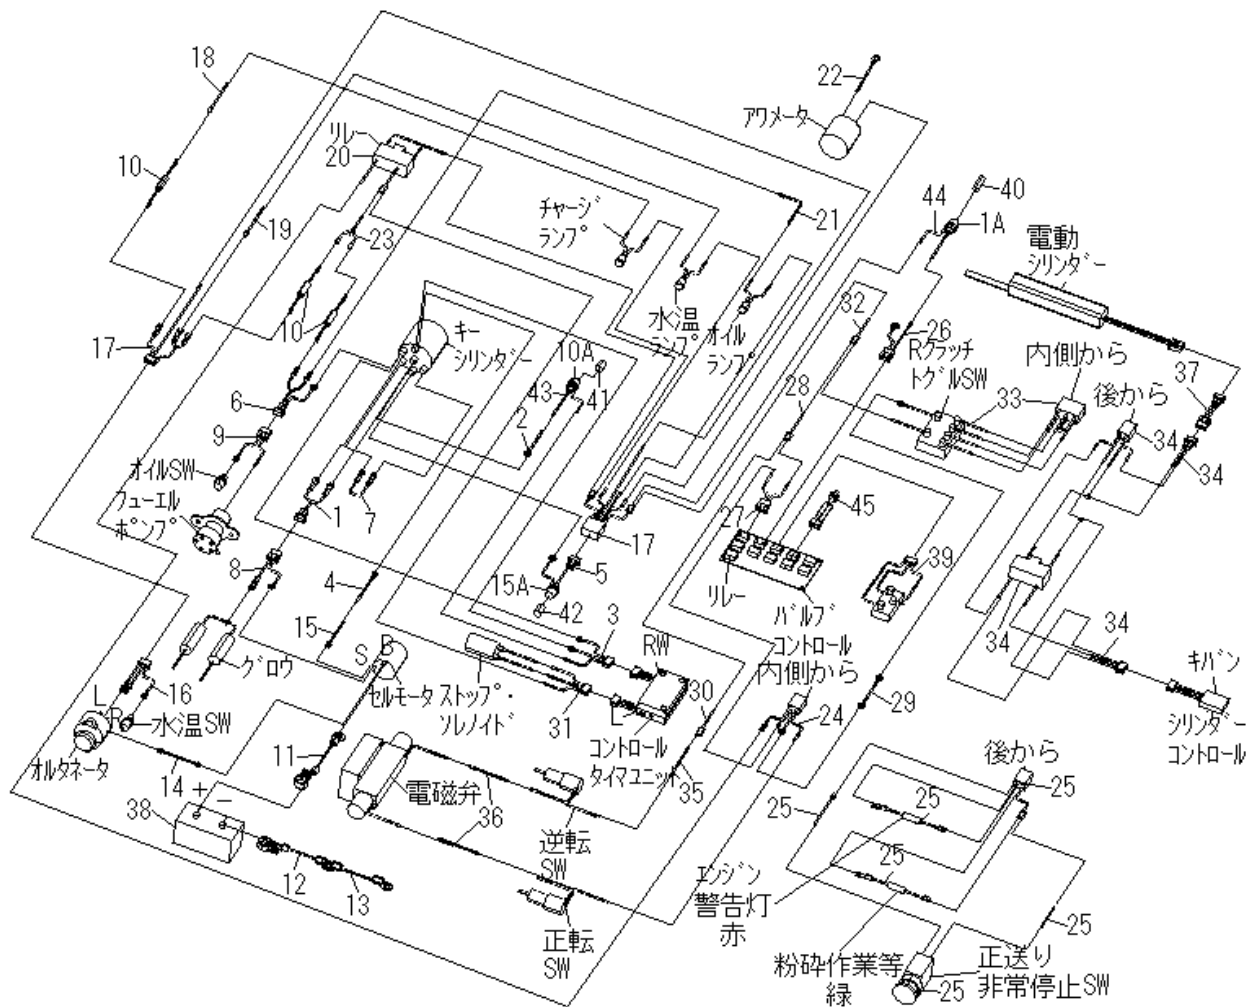 18
22
ｱﾜﾒｰﾀ
ﾘﾚｰ
20
10
19
23
ﾁｬｰｼﾞ
ﾗﾝﾌﾟ
21
44
40
1A
電動
ｼﾘﾝﾀﾞｰ
10
17
ｷｰ
ｼﾘﾝﾀﾞｰ
水温
ﾗﾝﾌﾟ
ｵｲﾙ
ﾗﾝﾌﾟ
32
26
Rｸﾗｯﾁ
ﾄｸﾞﾙSW
内側から
37
後から
6
10A
43
41
2
28
33
34
34
9
ｵｲﾙSW
ﾌｭｰｴﾙ
ﾎﾟﾝﾌﾟ
1
7
17
27
45
8
4
15A
5
42
ﾘﾚｰ
39
ﾊﾞﾙﾌﾞ
ｺﾝﾄﾛｰﾙ
34
34
15
ｸﾞﾛｳ
3
RW
内側から
ｷﾊﾞﾝ
16
L
R
水温SW
S
B
ｾﾙﾓｰﾀ
ｽﾄｯﾌﾟ･
ｿﾚﾉｲﾄﾞ
31
L
30
24
29
ｼﾘﾝﾀﾞｰ
ｺﾝﾄﾛｰﾙ
ｵﾙﾀﾈｰﾀ
14
11
ｺﾝﾄﾛｰﾙ
ﾀｲﾏﾕﾆｯﾄ
35
後から
25
38
+
-
電磁弁
36
逆転
SW
25
25
25
12
13
正転
SW
ｴﾝｼﾞﾝ
警告灯
赤
25
粉砕作業等
緑
正送り
非常停止SW
25